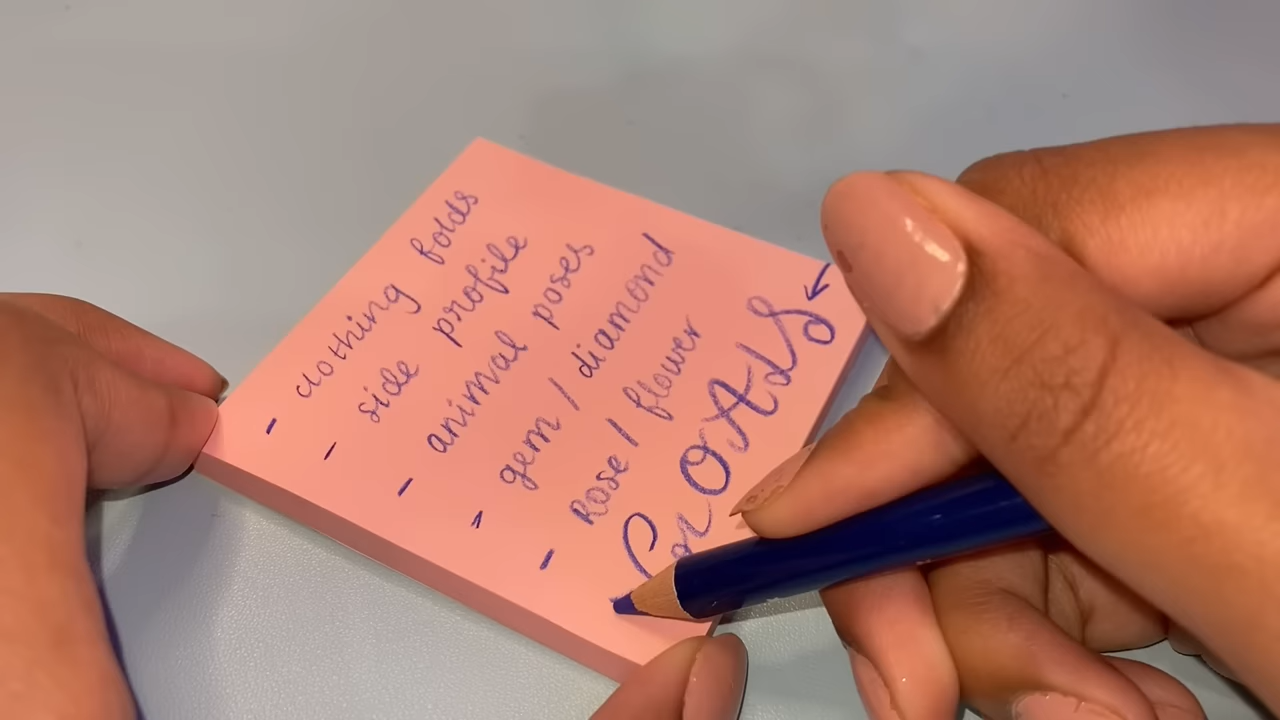 - clothing folds
- side profile
- animal poses
- gem / diamond
- Rose / flower
GOALS